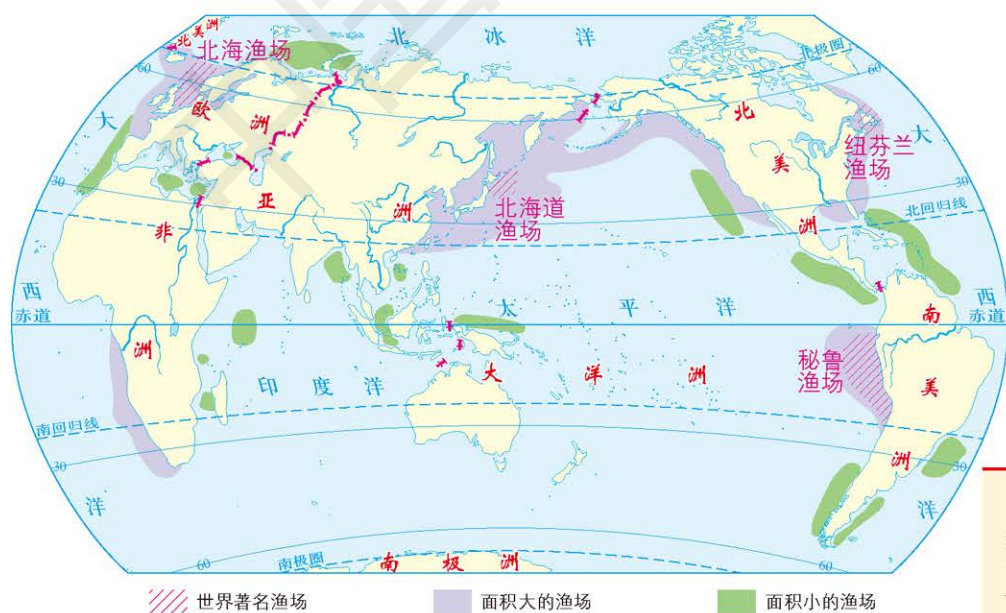 北美洲
北冰洋
北极圈
60
60
北海渔场
欧洲
大
大
北
美
洲
纽芬兰
渔场
30
30
亚
洲
非
洲
北海道
渔场
北回归线
西
赤道
太平洋
西
赤道
南
美
洲
秘鲁
渔场
印度洋
大洋洲
南回归线
30
30
洋
洋
60
南极圈
南极洲
60
世界著名渔场
面积大的渔场
面积小的渔场